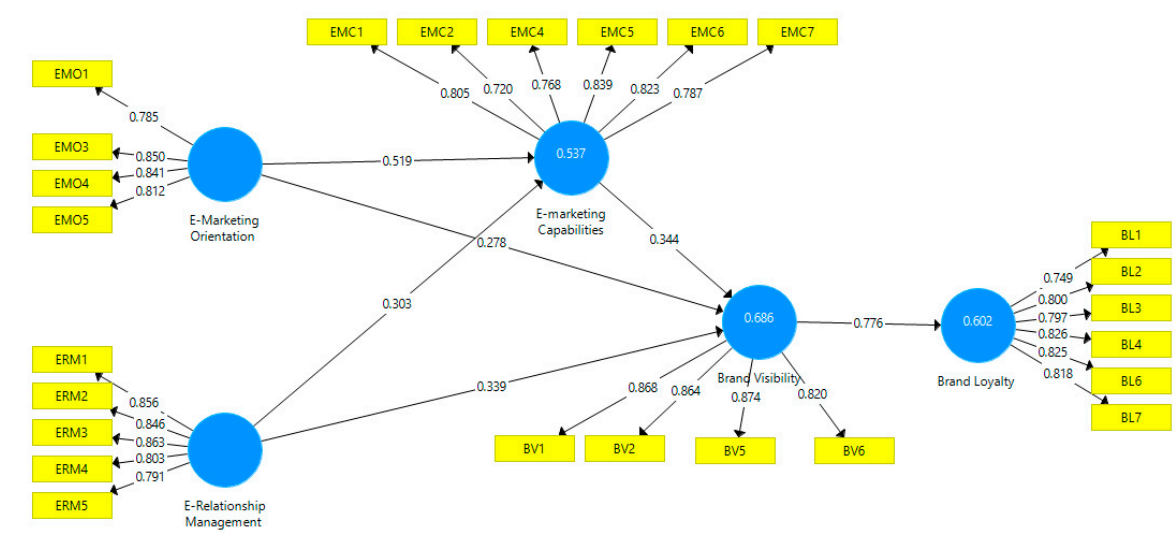 EMC1 EMC2 EMC4 EMC5 EMC6 EMC7
EMO1
0.805 0.720 0.768 0.839 0.823 0.787
0.785
EMO3
0.850
EMO4
0.841
EMO5
0.812
0.519
0.537
E-Marketing
Orientation
E-marketing
Capabilities
0.278
0.344
0.303
BL1
BL2
BL3
BL4
BL6
BL7
0.749
0.800
0.797
0.826
0.825
0.818
0.686
0.776
0.602
Brand Visibility
Brand Loyalty
ERM1
ERM2
ERM3
ERM4
ERM5
0.856
0.846
0.863
0.803
0.791
0.339
0.868 0.864 0.874 0.820
BV1 BV2 BV5 BV6
E-Relationship
Management